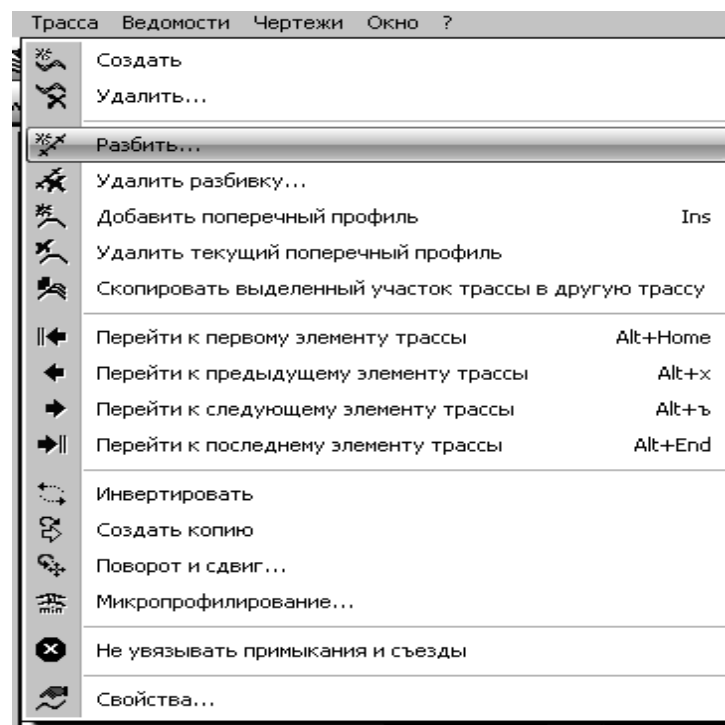 Трасса Ведомости Чертежи Окно ?
Создать
Удалить...
Разбить...
Удалить разбивку...
Добавить поперечный профиль Ins
Удалить текущий поперечный профиль
Скопировать выделенный участок трассы в другую трассу
Перейти к первому элементу трассы Alt+Home
Перейти к предыдущему элементу трассы Alt+х
Перейти к следующему элементу трассы Alt+ъ
Перейти к последнему элементу трассы Alt+End
Инвертировать
Создать копию
Поворот и сдвиг...
min Микропрофилирование...
Не увязывать примыкания и съезды
Свойства...